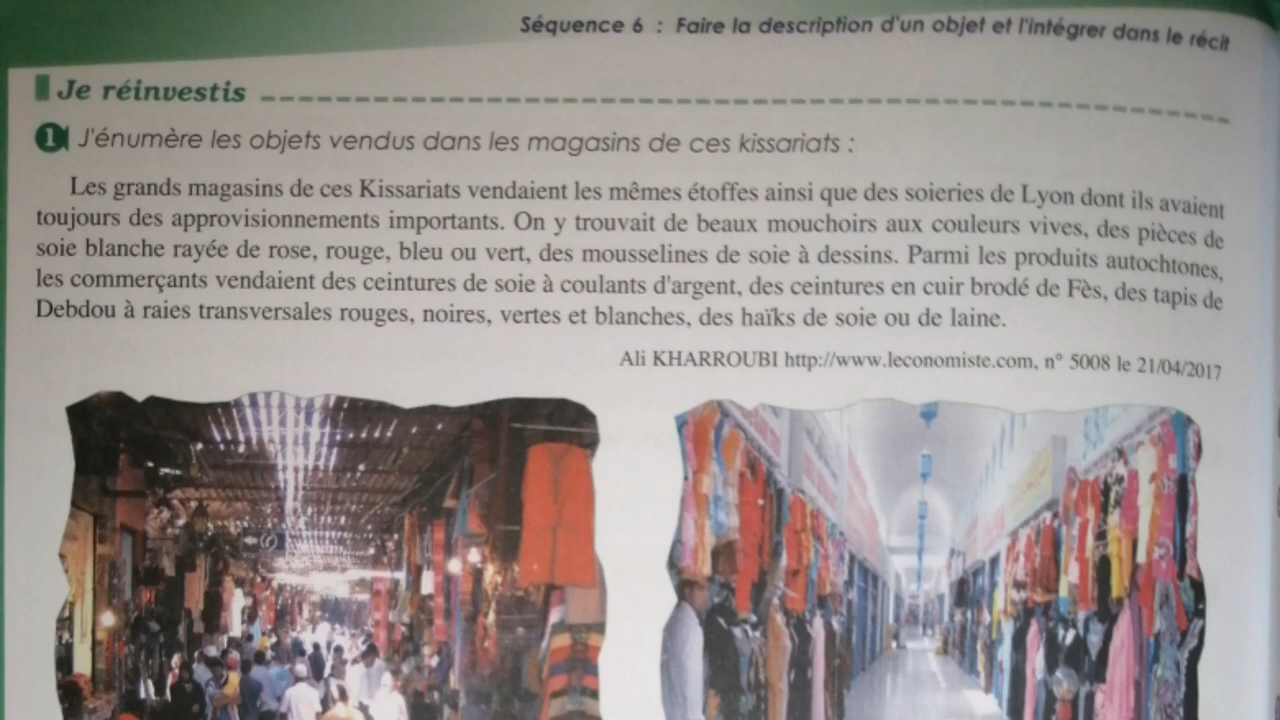 Séquence 6 : Faire la description d'un objet et l'intégrer dans le récit
Je réinvestis
1 J'énumère les objets vendus dans les magasins de ces kissariats :
Les grands magasins de ces Kissariats vendaient les mêmes étoffes ainsi que des soieries de Lyon dont ils avaient
toujours des approvisionnements importants. On y trouvait de beaux mouchoirs aux couleurs vives, des pièces de
soie blanche rayée de rose, rouge, bleu ou vert, des mousselines de soie à dessins. Parmi les produits autochtones,
les commerçants vendaient des ceintures de soie à coulants d'argent, des ceintures en cuir brodé de Fès, des tapis de
Debdou à raies transversales rouges, noires, vertes et blanches, des haïks de soie ou de laine.
Ali KHARROUBI http://www.leconomiste.com, n° 5008 le 21/04/2017